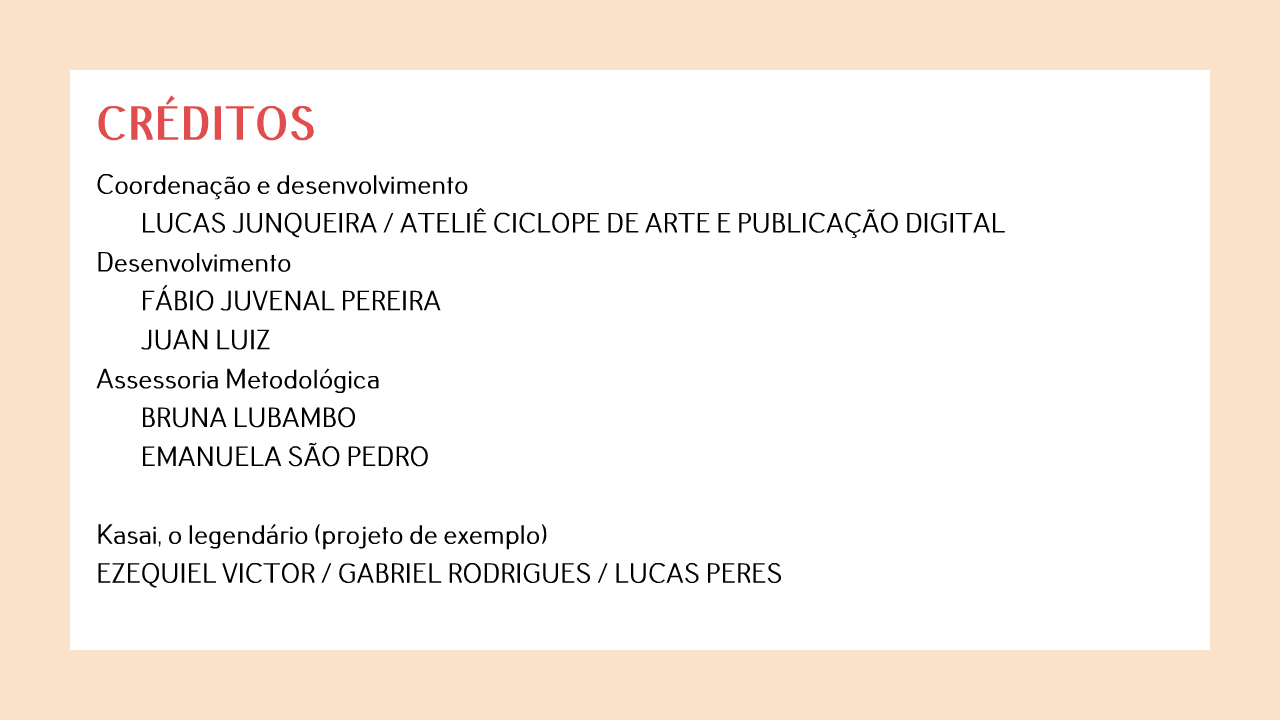 CRÉDITOS
Coordenação e desenvolvimento
LUCAS JUNQUEIRA / ATELIÊ CICLOPE DE ARTE E PUBLICAÇÃO DIGITAL
Desenvolvimento
FÁBIO JUVENAL PEREIRA
JUAN LUIZ
Assessoria Metodológica
BRUNA LUBAMBO
EMANUELA SÃO PEDRO
Kasai, o legendário (projeto de exemplo)
EZEQUIEL VICTOR / GABRIEL RODRIGUES / LUCAS PERES